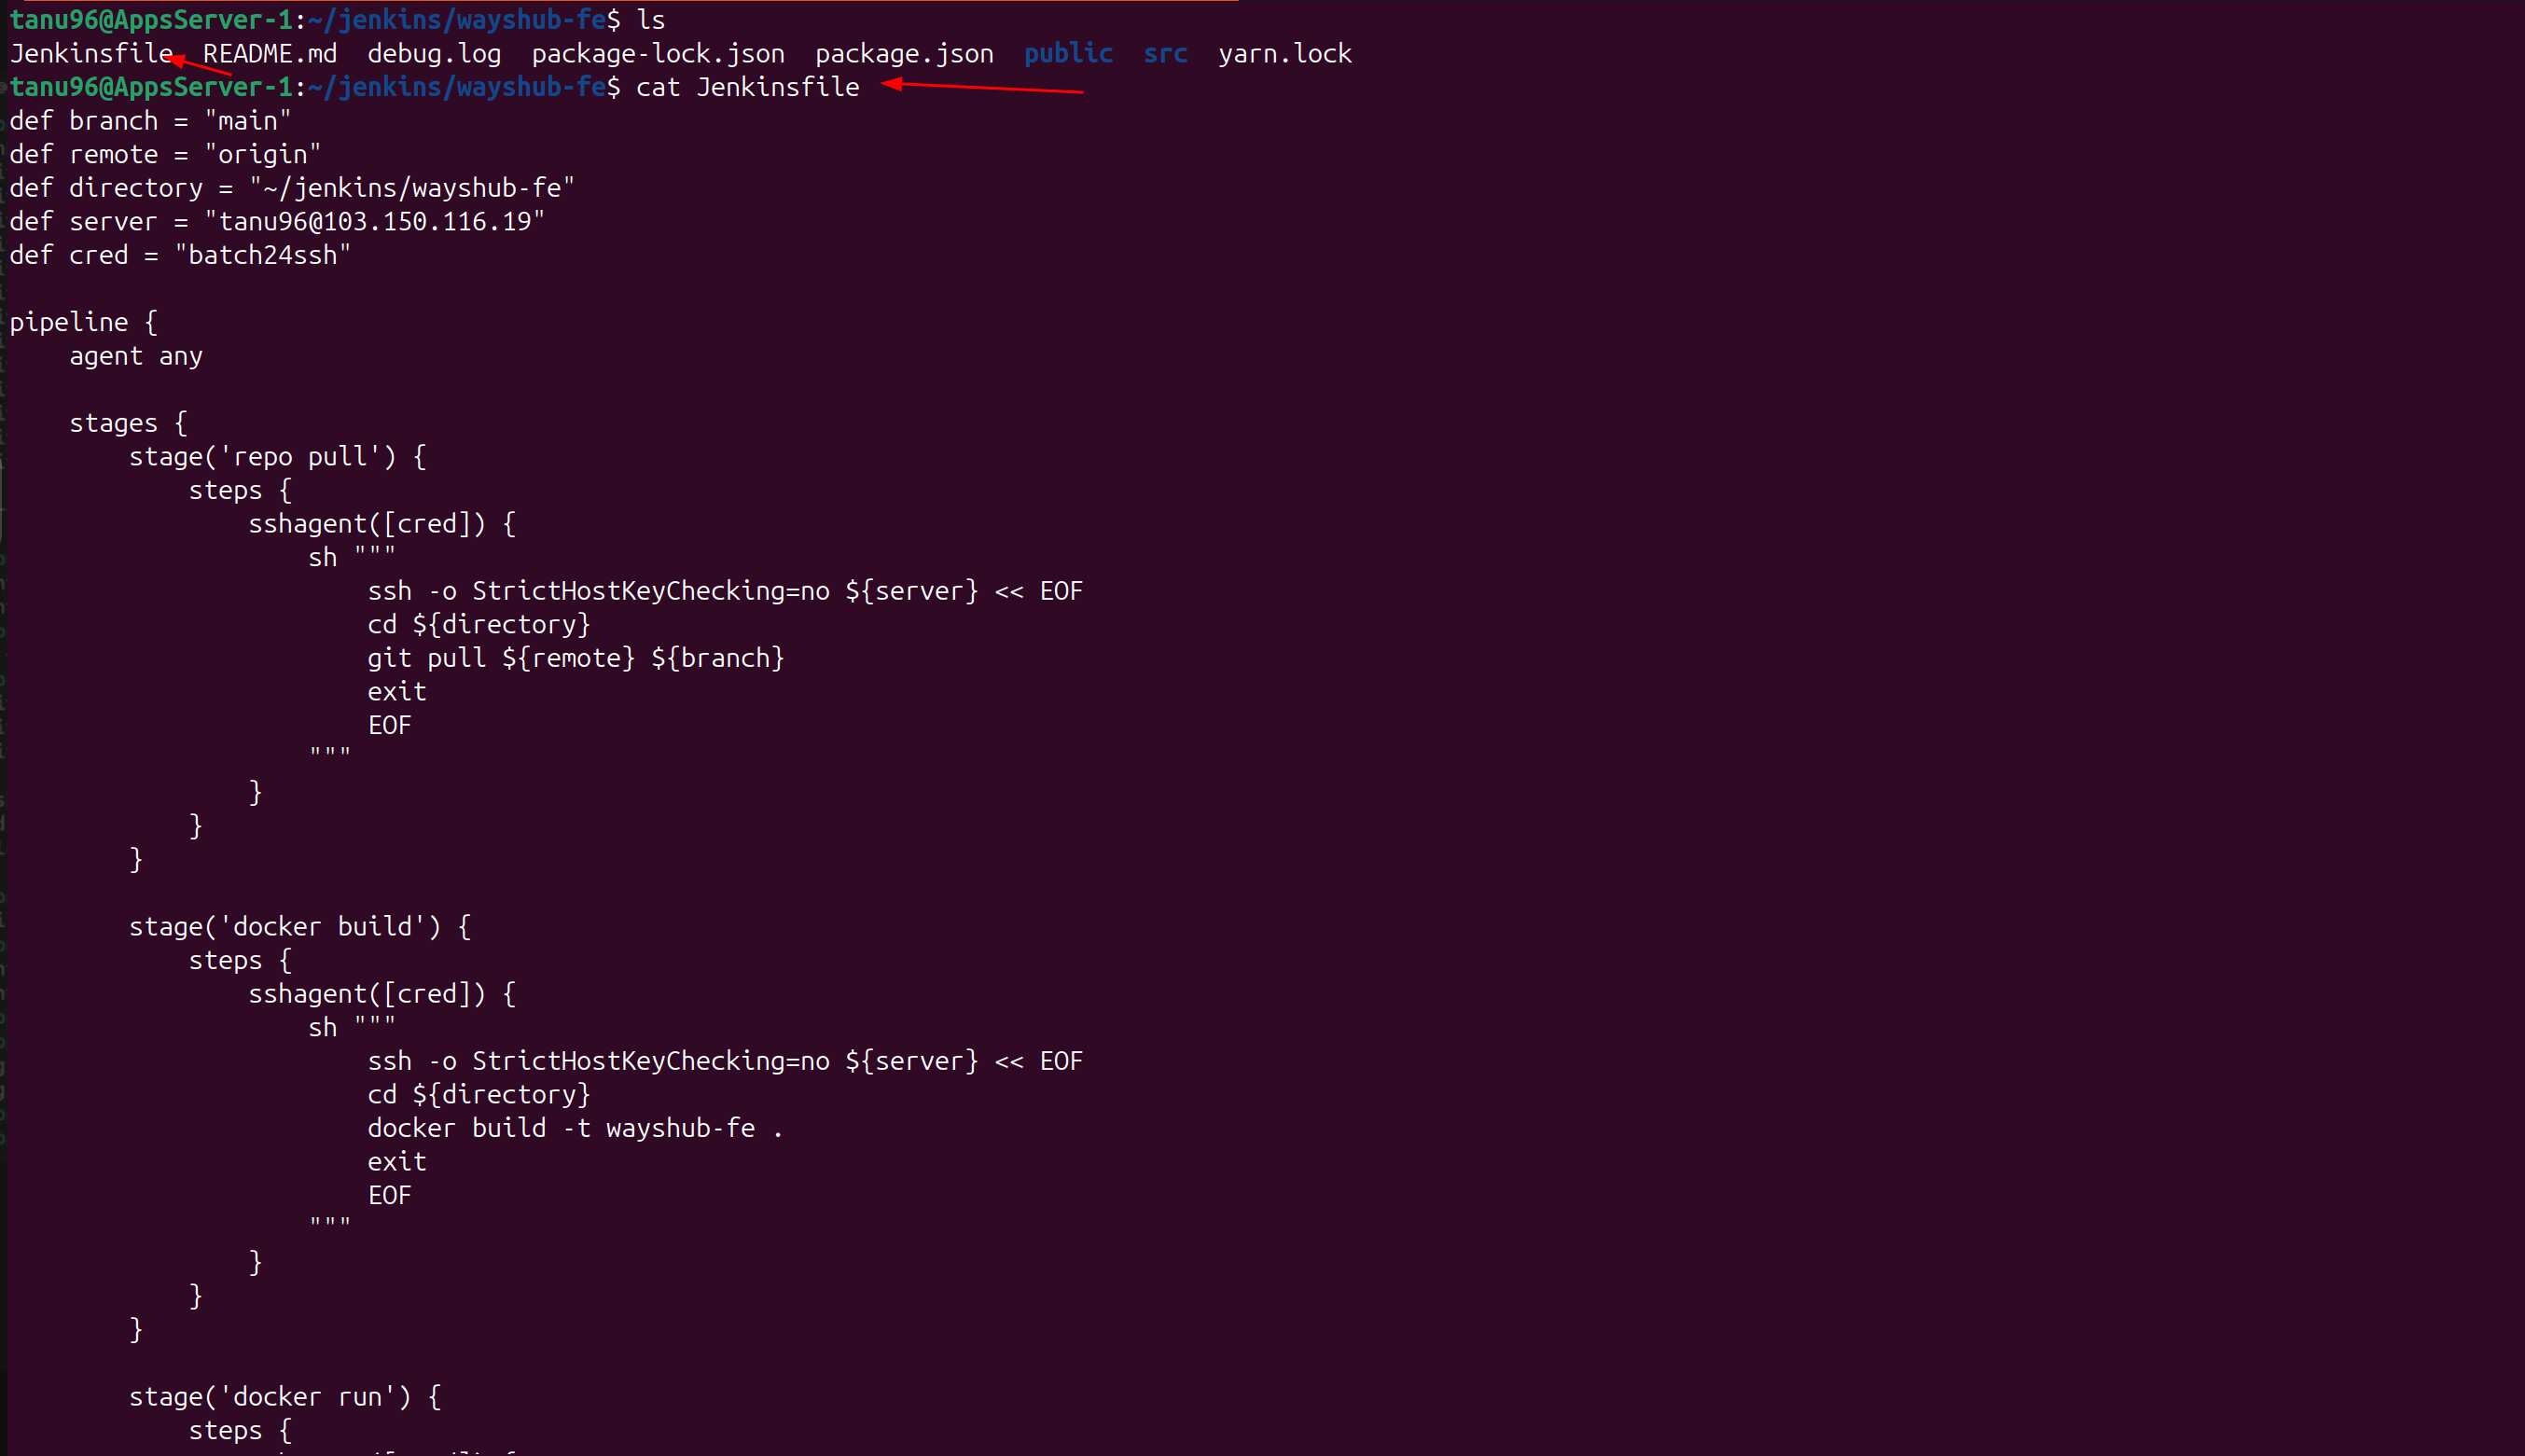 tanu96@AppsServer-1:~/jenkins/wayshub-fe$ ls
Jenkinsfile  README.md  debug.log  package-lock.json  package.json  public  src  yarn.lock
tanu96@AppsServer-1:~/jenkins/wayshub-fe$ cat Jenkinsfile
def branch = "main"
def remote = "origin"
def directory = "~/jenkins/wayshub-fe"
def server = "tanu96@103.150.116.19"
def cred = "batch24ssh"

pipeline {
    agent any

    stages {
        stage('repo pull') {
            steps {
                sshagent([cred]) {
                    sh """
                        ssh -o StrictHostKeyChecking=no ${server} << EOF
                        cd ${directory}
                        git pull ${remote} ${branch}
                        exit
                        EOF
                    """
                }
            }
        }

        stage('docker build') {
            steps {
                sshagent([cred]) {
                    sh """
                        ssh -o StrictHostKeyChecking=no ${server} << EOF
                        cd ${directory}
                        docker build -t wayshub-fe .
                        exit
                        EOF
                    """
                }
            }
        }

        stage('docker run') {
            steps {